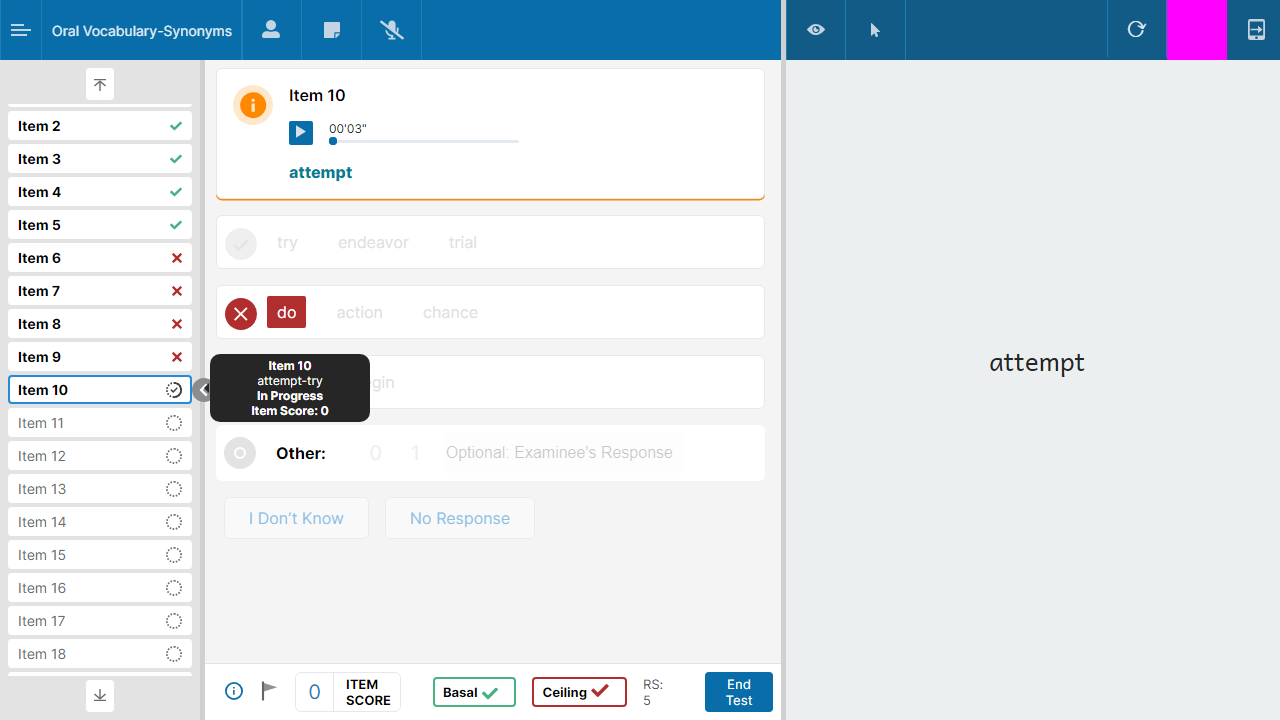 Oral Vocabulary-Synonyms
Item 2
Item 3
Item 4
Item 5
Item 6
Item 7
Item 8
Item 9
Item 10
Item 11
Item 12
Item 13
Item 14
Item 15
Item 16
Item 17
Item 18
Item 10
00'03"
attempt
try endeavor trial
do action chance
Item 10
attempt-try
In Progress
Item Score: 0
Other: 0 1 Optional: Examinee's Response
I Don't Know No Response
0 ITEM SCORE
Basal
Ceiling
RS: 5
End Test
attempt